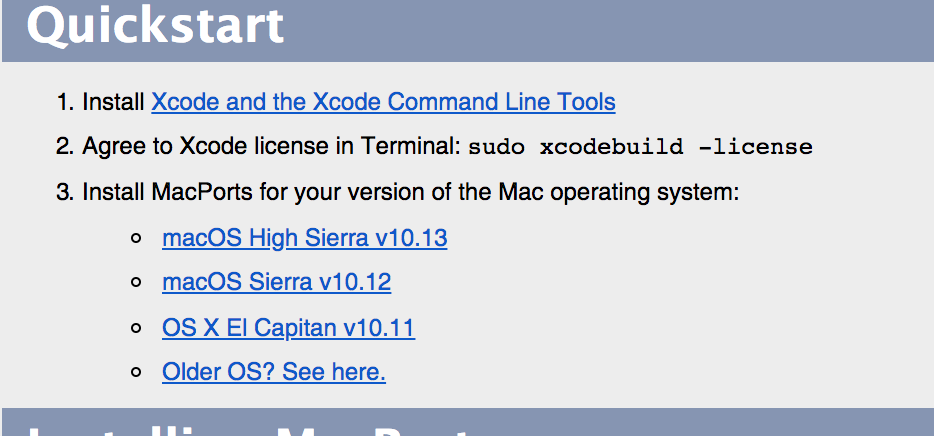 Quickstart
1. Install Xcode and the Xcode Command Line Tools
2. Agree to Xcode license in Terminal: sudo xcodebuild -license
3. Install MacPorts for your version of the Mac operating system:
macOS High Sierra v10.13
macOS Sierra v10.12
OS X El Capitan v10.11
Older OS? See here.
Installing MacPorts